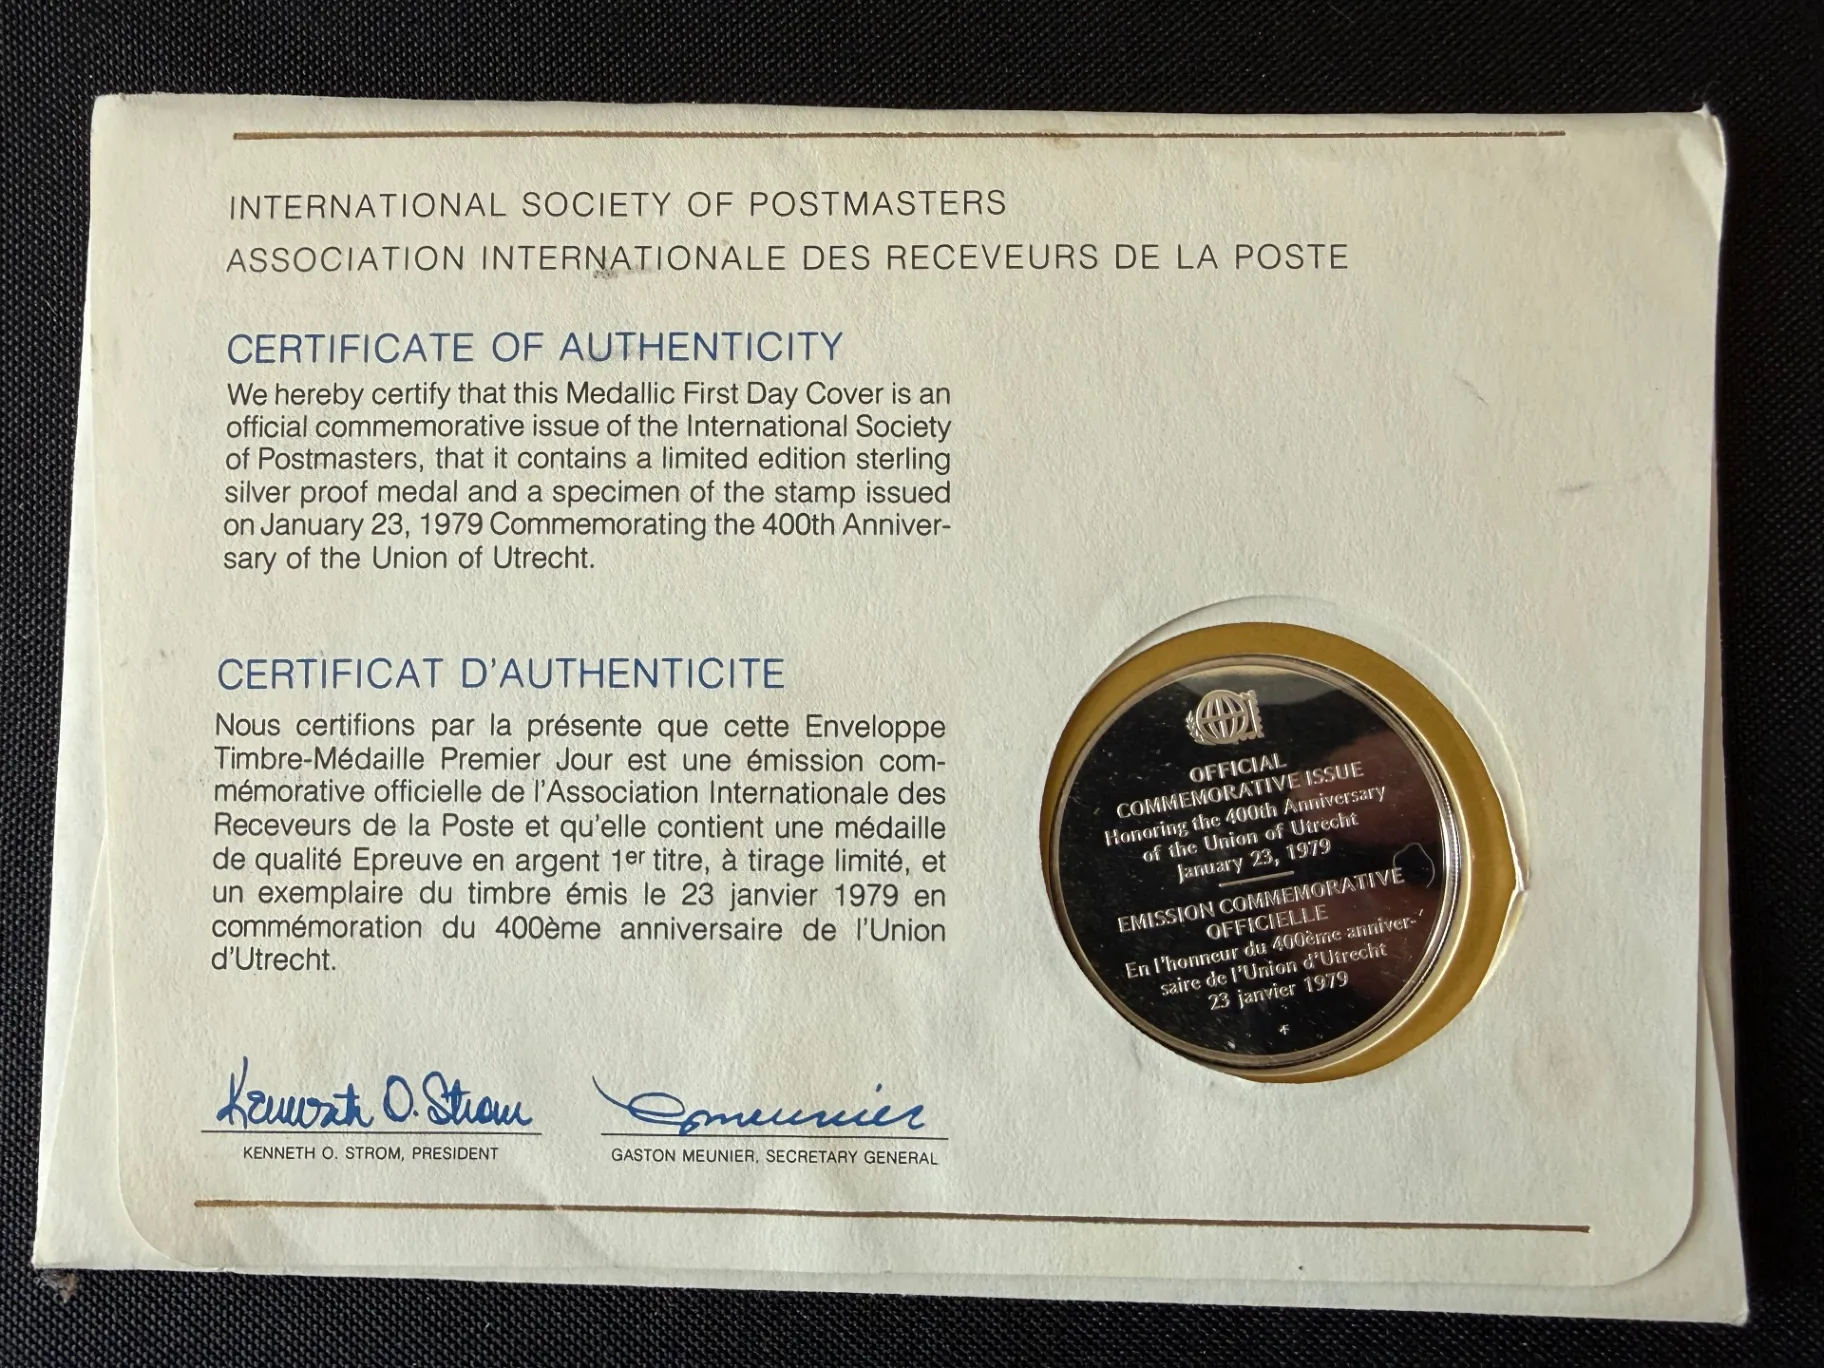 INTERNATIONAL SOCIETY OF POSTMASTERS
ASSOCIATION INTERNATIONALE DES RECEVEURS DE LA POSTE
CERTIFICATE OF AUTHENTICITY
We hereby certify that this Medallic First Day Cover is an
official commemorative issue of the International Society
of Postmasters, that it contains a limited edition sterling
silver proof medal and a specimen of the stamp issued
on January 23, 1979 Commemorating the 400th Anniver-
sary of the Union of Utrecht.
CERTIFICAT D'AUTHENTICITE
Nous certifions par la présente que cette Enveloppe
Timbre-Médaille Premier Jour est une émission com-
mémorative officielle de l'Association Internationale des
Receveurs de la Poste et qu'elle contient une médaille
de qualité Epreuve en argent 1er titre, à tirage limité, et
un exemplaire du timbre émis le 23 janvier 1979 en
commémoration du 400ème anniversaire de l'Union
d'Utrecht.
Kenneth O. Strom
KENNETH O. STROM, PRESIDENT
GMeunier
GASTON MEUNIER, SECRETARY GENERAL
OFFICIAL
COMMEMORATIVE ISSUE
Honoring the 400th Anniversary
of the Union of Utrecht
January 23, 1979
EMISSION COMMEMORATIVE
OFFICIELLE
En l'honneur du 400ème anniver-
saire de l'Union d'Utrecht
23 janvier 1979